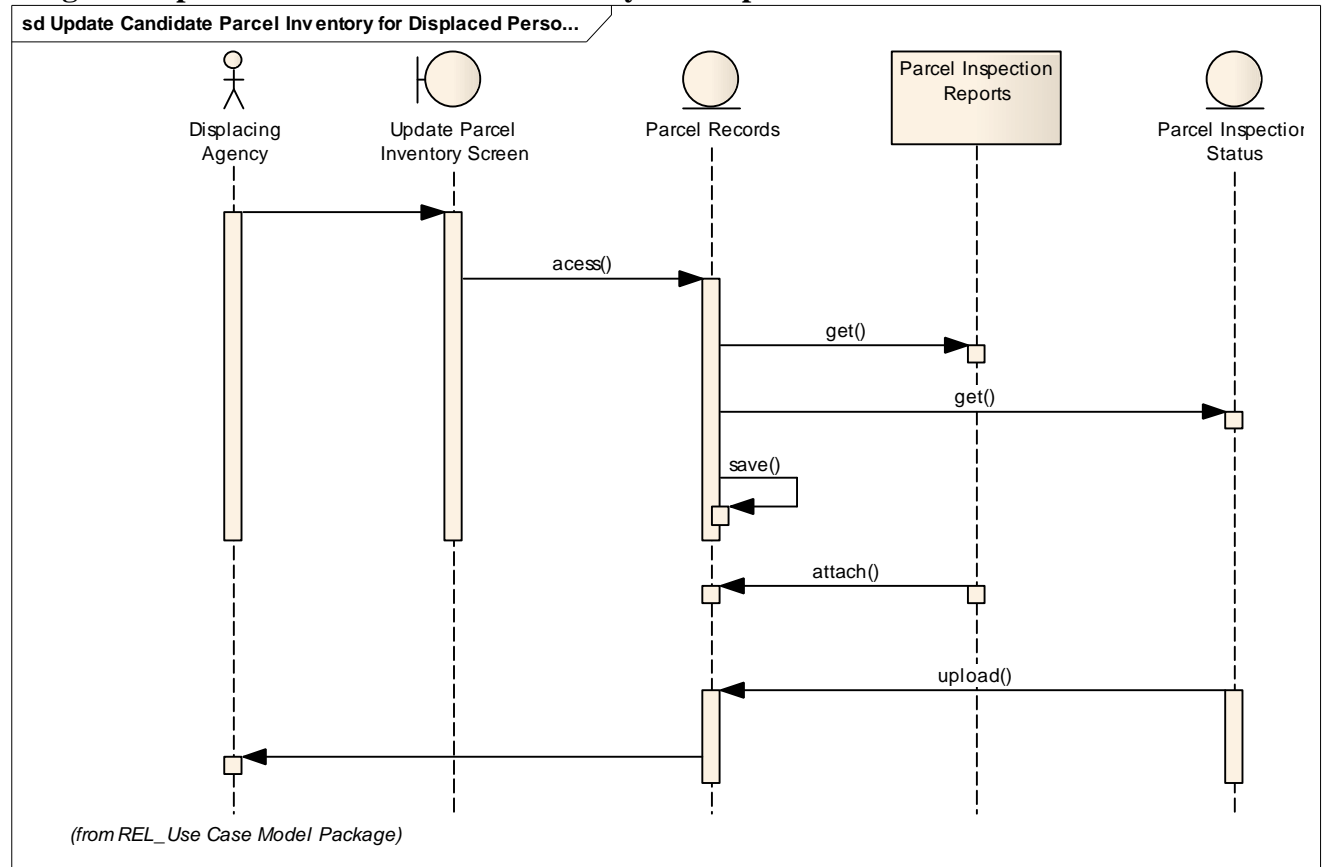 sd Update Candidate Parcel Inventory for Displaced Perso...
Displacing
Agency
Update Parcel
Inventory Screen
Parcel Records
Parcel Inspection
Reports
Parcel Inspection
Status
acess()
get()
get()
save()
attach()
upload()
(from REL_Use Case Model Package)